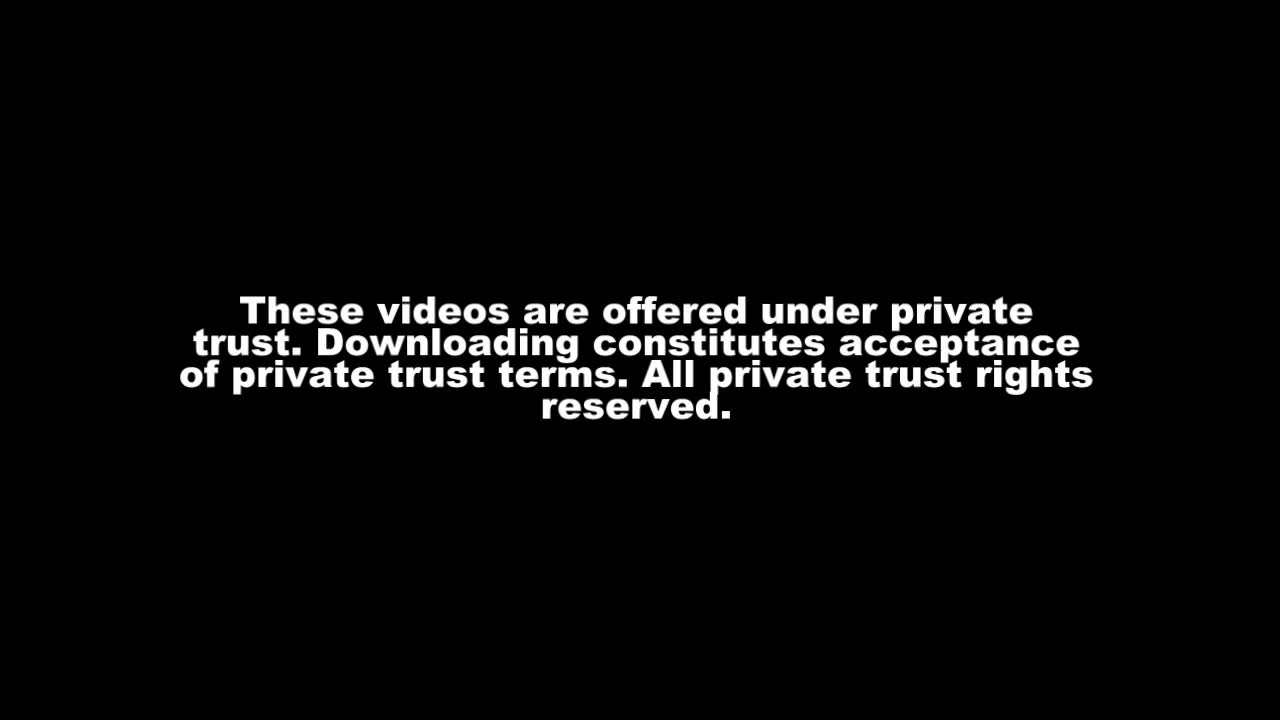 These videos are offered under private
trust. Downloading constitutes acceptance
of private trust terms. All private trust rights
reserved.